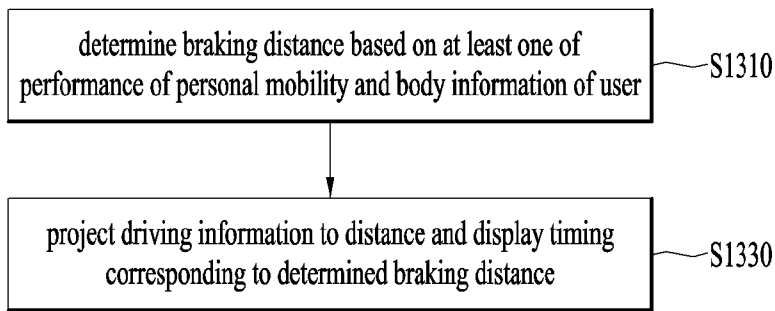 determine braking distance based on at least one of
performance of personal mobility and body information of user
S1310
project driving information to distance and display timing
corresponding to determined braking distance
S1330